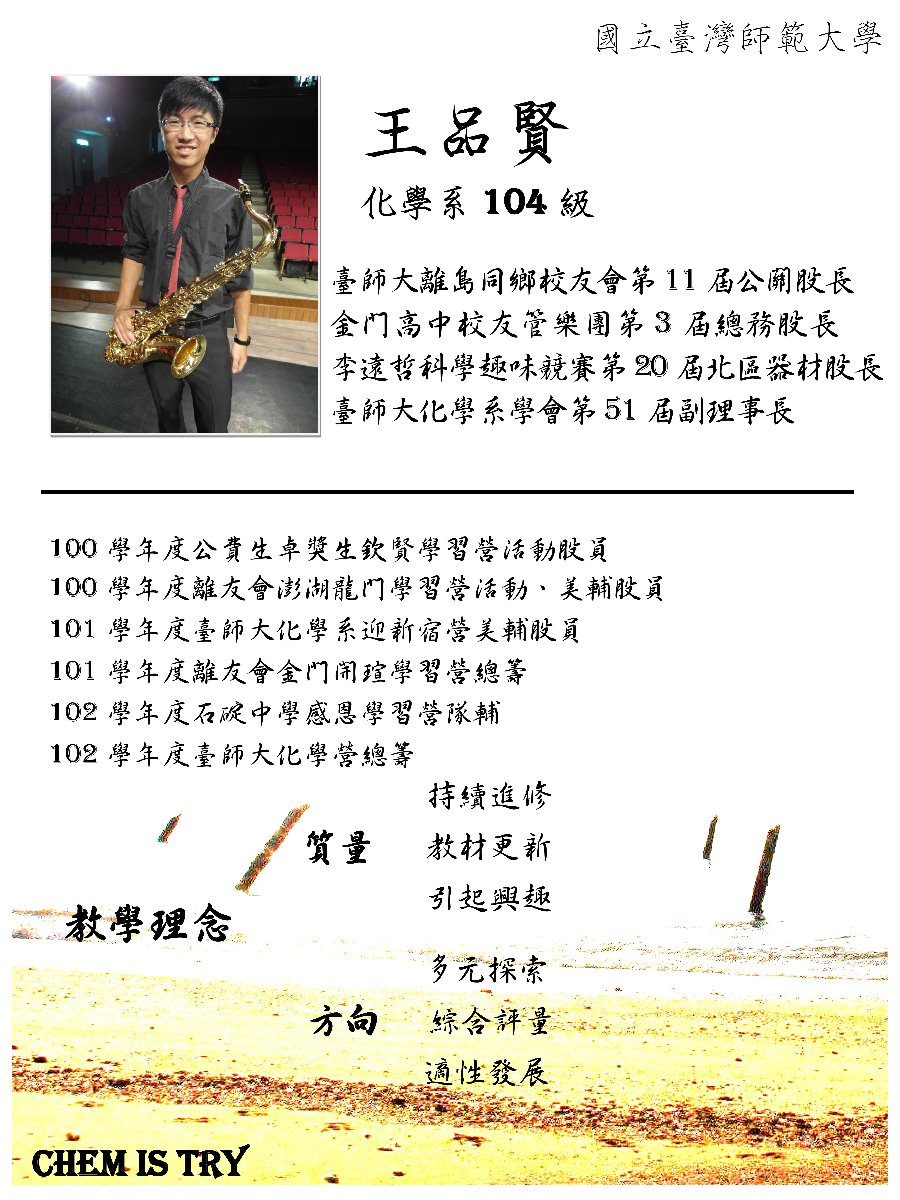 國立臺灣師範大學
王品賢
化學系 104 級
臺師大離島同鄉校友會第 11 屆公關股長
金門高中校友管樂團第 3 屆總務股長
李遠哲科學趣味競賽第 20 屆北區器材股長
臺師大化學系學會第 51 屆副理事長
100 學年度公費生卓獎生欽賢學習營活動股員
100 學年度離友會澎湖龍門學習營活動、美輔股員
101 學年度臺師大化學系迎新宿營美輔股員
101 學年度離友會金門開瑄學習營總籌
102 學年度石碇中學感恩學習營隊輔
102 學年度臺師大化學營總籌
教學理念
質量
持續進修
教材更新
引起興趣
方向
多元探索
綜合評量
適性發展
CHEM IS TRY